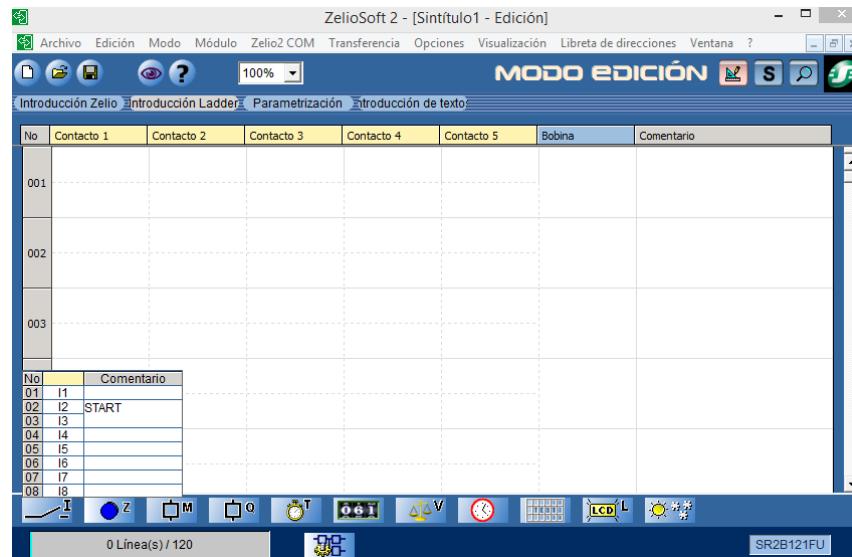 ZelioSoft 2 - [Sintítulo1 - Edición]
Archivo Edición Modo Módulo Zelio2 COM Transferencia Opciones Visualización Libreta de direcciones Ventana ?
100% MODO EDICIÓN S
Introducción Zelio Introducción Ladder Parametrización ntroducción de texto
No Contacto 1 Contacto 2 Contacto 3 Contacto 4 Contacto 5 Bobina Comentario
001
002
003
No Comentario
01 I1
02 I2 START
03 I3
04 I4
05 I5
06 I6
07 I7
08 I8
I Z M Q T 061 V LCD L
0 Línea(s) / 120 SR2B121FU